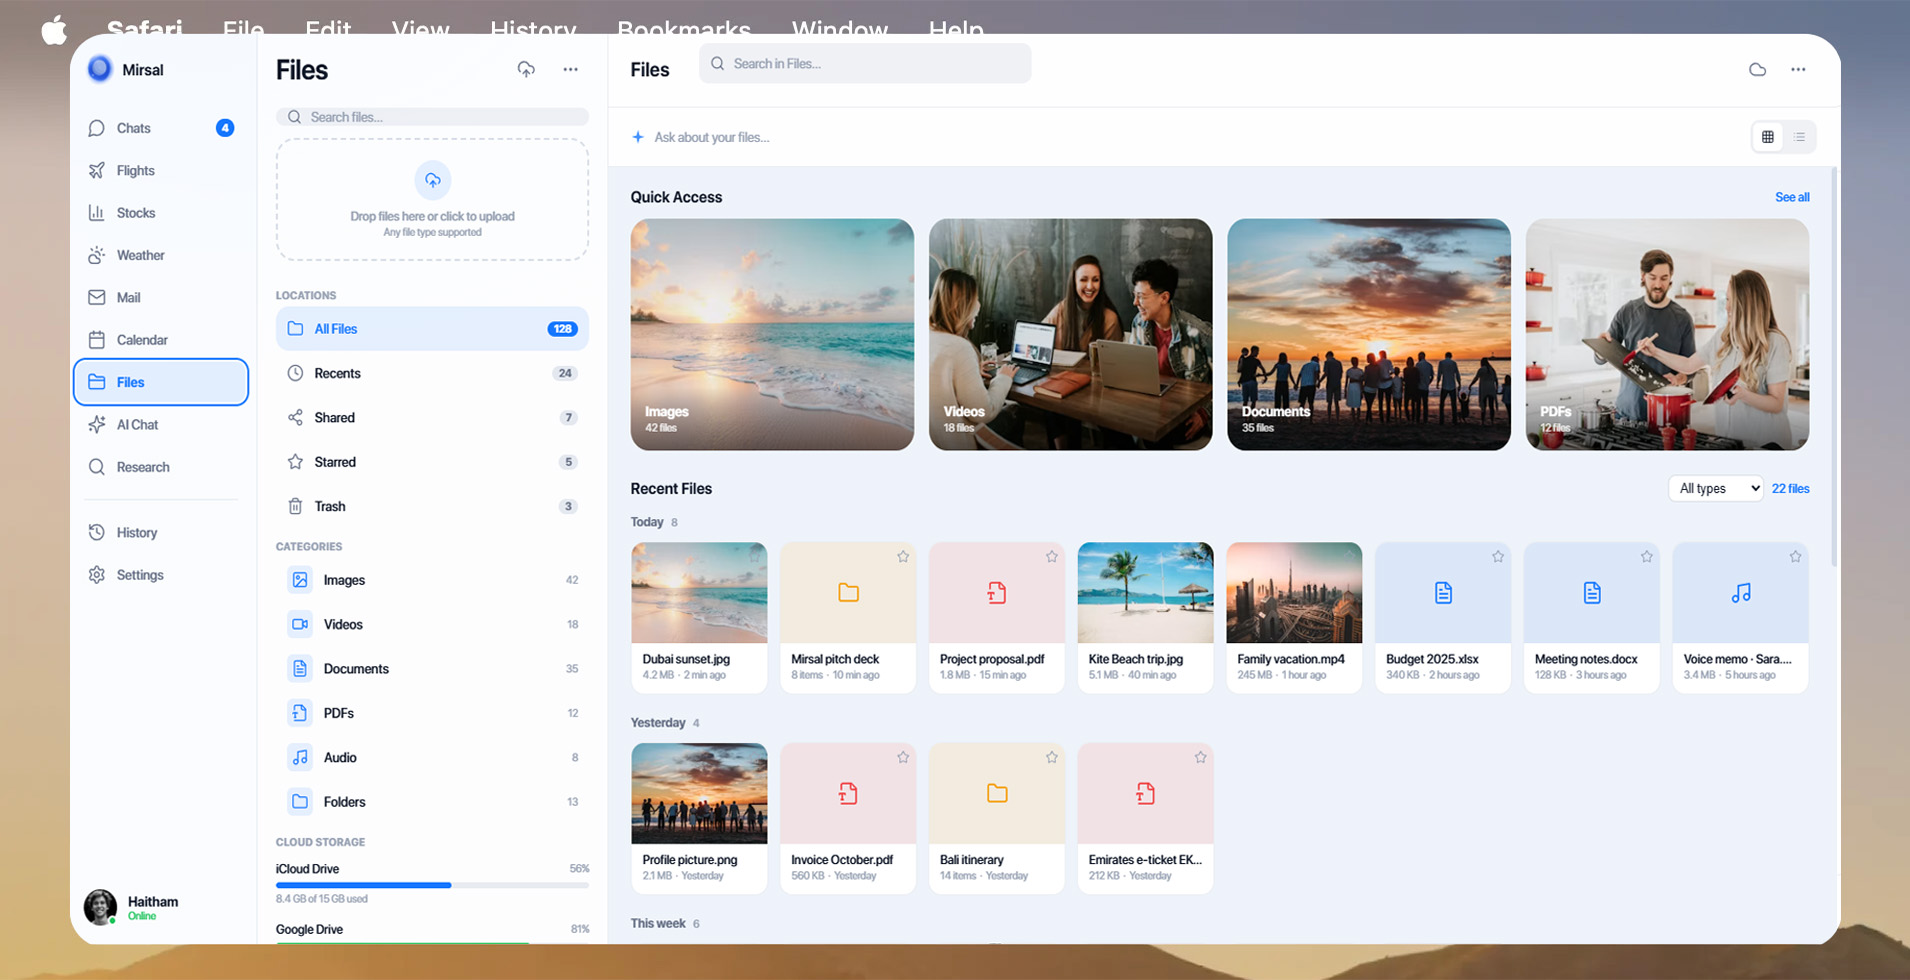 Safari File Edit View History Bookmarks Window Help
Mirsal
Chats 4
Flights
Stocks
Weather
Mail
Calendar
Files
AI Chat
Research
History
Settings
Haitham
Online
Files
Search files...
Drop files here or click to upload
Any file type supported
LOCATIONS
All Files 128
Recents 24
Shared 7
Starred 5
Trash 3
CATEGORIES
Images 42
Videos 18
Documents 35
PDFs 12
Audio 8
Folders 13
CLOUD STORAGE
iCloud Drive 56%
8.4 GB of 15 GB used
Google Drive 81%
Files
Search in Files...
Ask about your files...
Quick Access See all
Images
42 files
Videos
18 files
Documents
35 files
PDFs
12 files
Recent Files All types 22 files
Today 8
Dubai sunset.jpg
4.2 MB · 2 min ago
Mirsal pitch deck
8 items · 10 min ago
Project proposal.pdf
1.8 MB · 15 min ago
Kite Beach trip.jpg
5.1 MB · 40 min ago
Family vacation.mp4
245 MB · 1 hour ago
Budget 2025.xlsx
340 KB · 2 hours ago
Meeting notes.docx
128 KB · 3 hours ago
Voice memo · Sara....
3.4 MB · 5 hours ago
Yesterday 4
Profile picture.png
2.1 MB · Yesterday
Invoice October.pdf
560 KB · Yesterday
Bali itinerary
14 items · Yesterday
Emirates e-ticket EK...
212 KB · Yesterday
This week 6